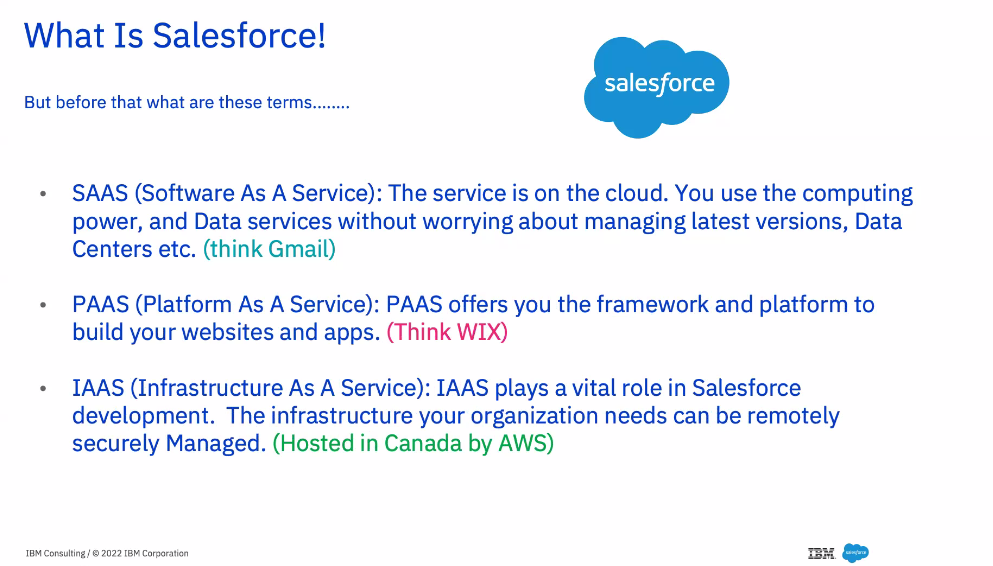 What Is Salesforce!
salesforce
But before that what are these terms........
• SAAS (Software As A Service): The service is on the cloud. You use the computing
power, and Data services without worrying about managing latest versions, Data
Centers etc. (think Gmail)
• PAAS (Platform As A Service): PAAS offers you the framework and platform to
build your websites and apps. (Think WIX)
• IAAS (Infrastructure As A Service): IAAS plays a vital role in Salesforce
development.  The infrastructure your organization needs can be remotely
securely Managed. (Hosted in Canada by AWS)
IBM Consulting / © 2022 IBM Corporation
IBM salesforce